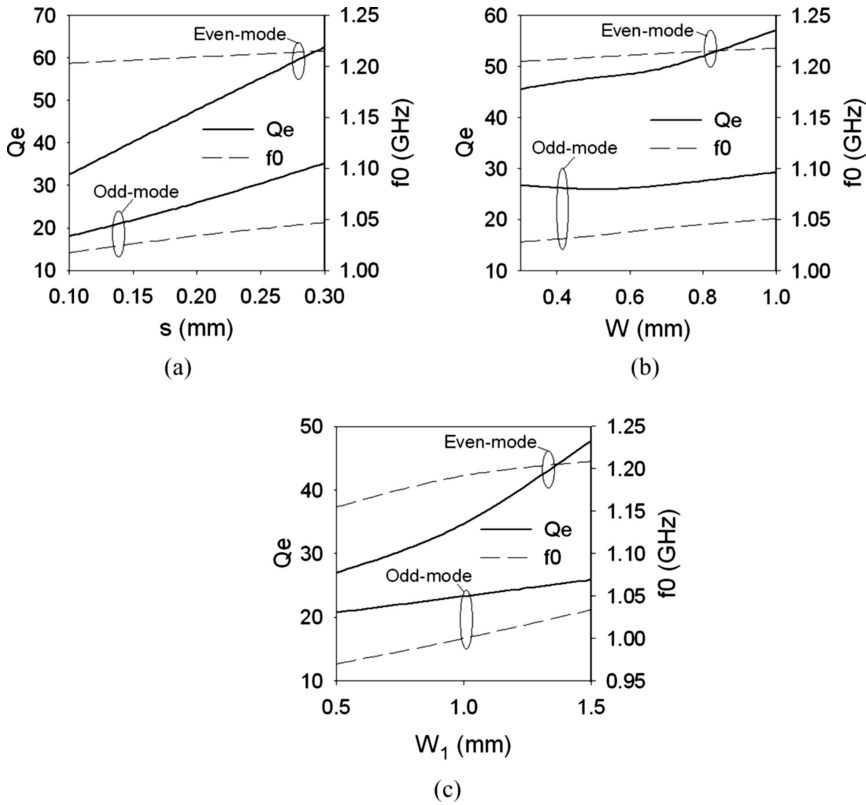 70
60
50
40
30
20
10
Qe
1.25
1.20
1.15
1.10
1.05
1.00
f0 (GHz)
Even-mode
Qe
f0
Odd-mode
0.10 0.15 0.20 0.25 0.30
s (mm)
(a)
60
50
40
30
20
10
Qe
1.25
1.20
1.15
1.10
1.05
1.00
f0 (GHz)
Even-mode
Qe
f0
Odd-mode
0.4 0.6 0.8 1.0
W (mm)
(b)
50
40
30
20
10
Qe
1.25
1.20
1.15
1.10
1.05
1.00
0.95
f0 (GHz)
Even-mode
Qe
f0
Odd-mode
0.5 1.0 1.5
W₁ (mm)
(c)